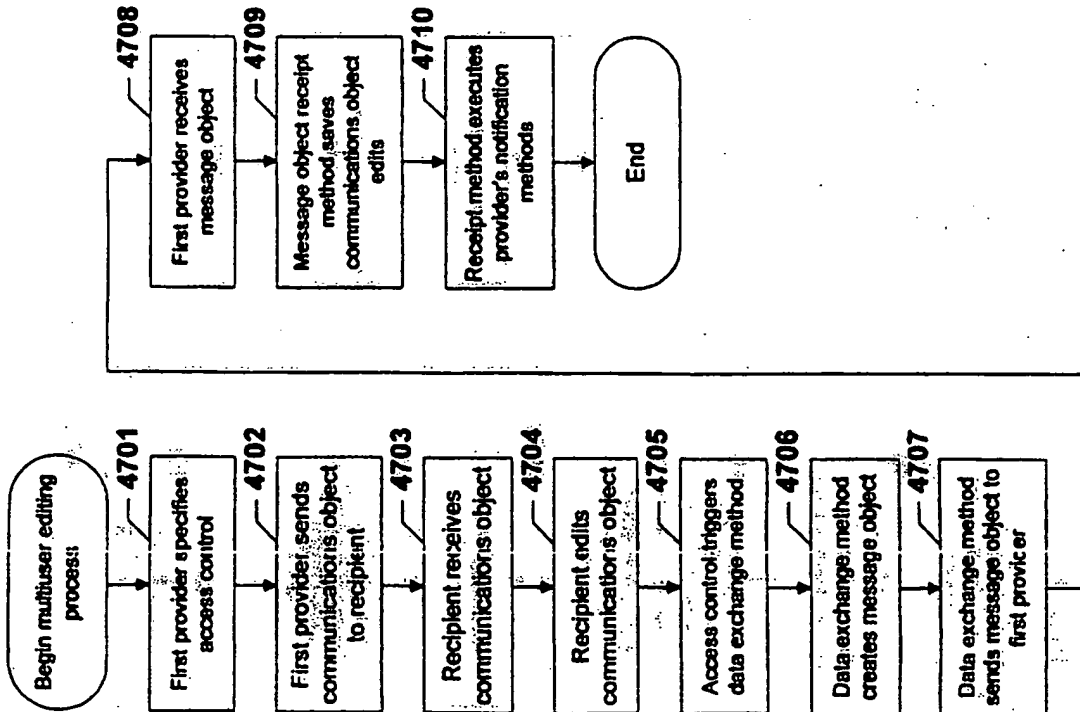 Begin multiuser editing
process
4701
First provider specifies
access control
4702
First provider sends
communications object
to recipient
4703
Recipient receives
communications object
4704
Recipient edits
communications object
4705
Access control triggers
data exchange method
4706
Data exchange method
creates message object
4707
Data exchange method
sends message object to
first provicer
4708
First provider receives
message object
4709
Message object receipt
method saves
communications object
edits
4710
Receipt method executes
provider's notification
methods
End